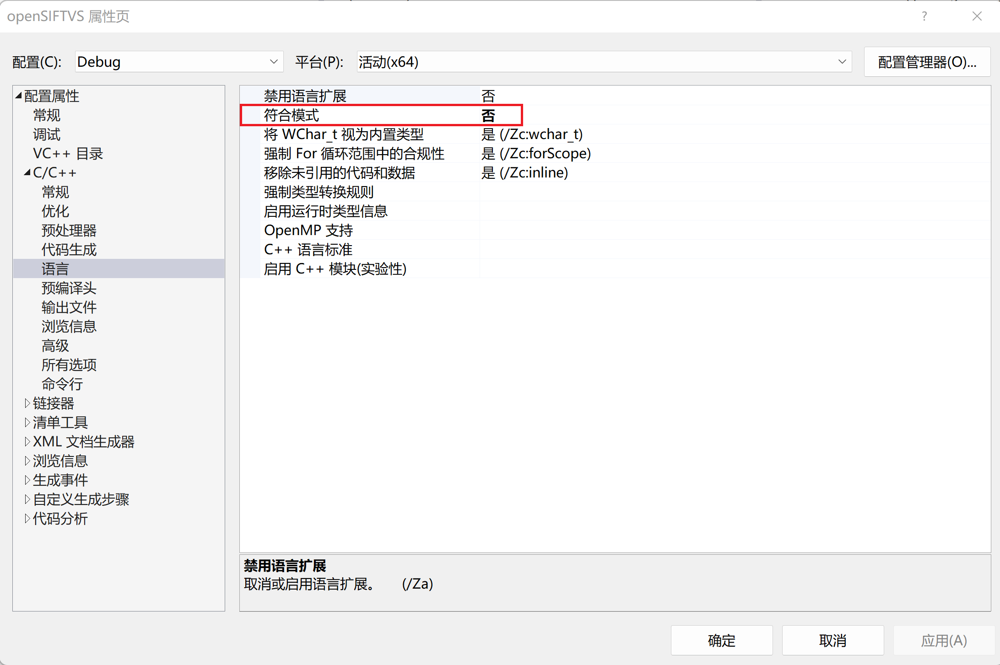 openSIFTVS 属性页
?
配置(C): Debug 平台(P): 活动(x64) 配置管理器(O)...
配置属性
常规
调试
VC++ 目录
C/C++
常规
优化
预处理器
代码生成
语言
预编译头
输出文件
浏览信息
高级
所有选项
命令行
链接器
清单工具
XML 文档生成器
浏览信息
生成事件
自定义生成步骤
代码分析
禁用语言扩展 否
符合模式 否
将 WChar_t 视为内置类型 是 (/Zc:wchar_t)
强制 For 循环范围中的合规性 是 (/Zc:forScope)
移除未引用的代码和数据 是 (/Zc:inline)
强制类型转换规则
启用运行时类型信息
OpenMP 支持
C++ 语言标准
启用 C++ 模块(实验性)
禁用语言扩展
取消或启用语言扩展。 (/Za)
确定 取消 应用(A)